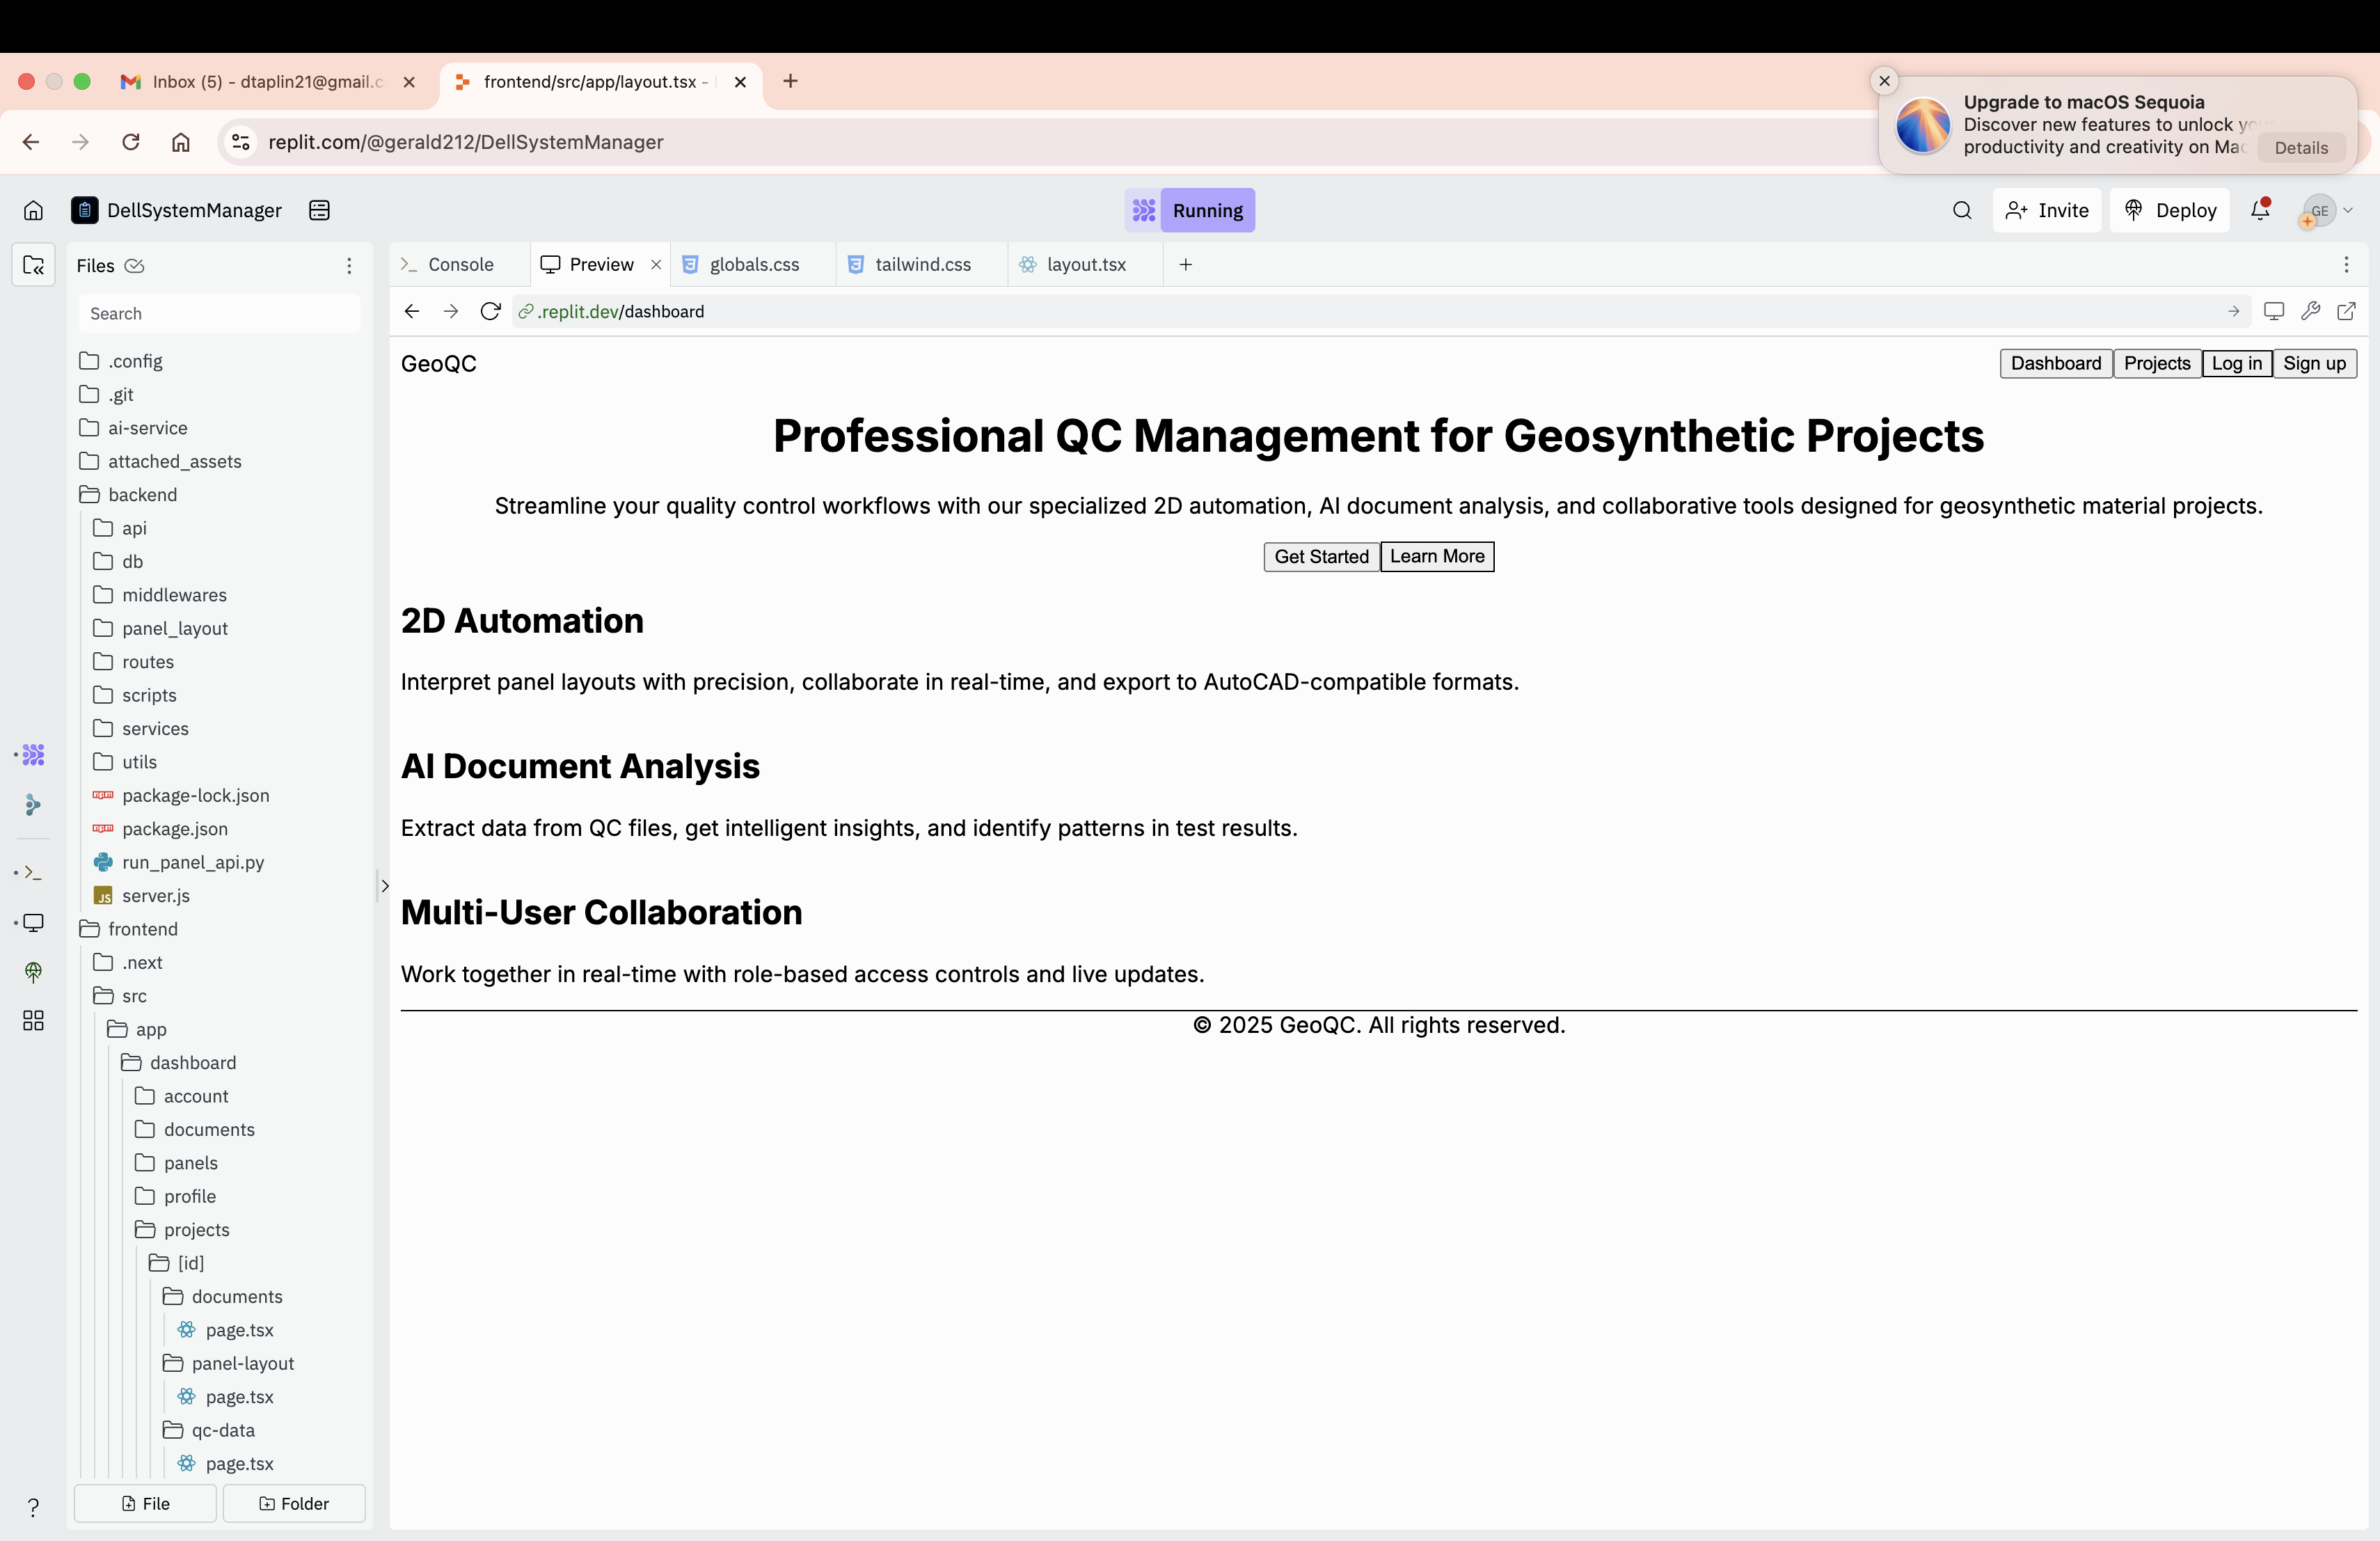 Inbox (5) - dtaplin21@gmail.c
frontend/src/app/layout.tsx -
Upgrade to macOS Sequoia
Discover new features to unlock your
productivity and creativity on Mac
Details
replit.com/@gerald212/DellSystemManager
DellSystemManager
Running
Invite
Deploy
GE
Files
Console
Preview
globals.css
tailwind.css
layout.tsx
Search
.replit.dev/dashboard
.config
.git
ai-service
attached_assets
backend
api
db
middlewares
panel_layout
routes
scripts
services
utils
package-lock.json
package.json
run_panel_api.py
JS
server.js
frontend
.next
src
app
dashboard
account
documents
panels
profile
projects
[id]
documents
page.tsx
panel-layout
page.tsx
qc-data
page.tsx
File
Folder
?
GeoQC
Dashboard
Projects
Log in
Sign up
Professional QC Management for Geosynthetic Projects
Streamline your quality control workflows with our specialized 2D automation, AI document analysis, and collaborative tools designed for geosynthetic material projects.
Get Started
Learn More
2D Automation
Interpret panel layouts with precision, collaborate in real-time, and export to AutoCAD-compatible formats.
AI Document Analysis
Extract data from QC files, get intelligent insights, and identify patterns in test results.
Multi-User Collaboration
Work together in real-time with role-based access controls and live updates.
© 2025 GeoQC. All rights reserved.